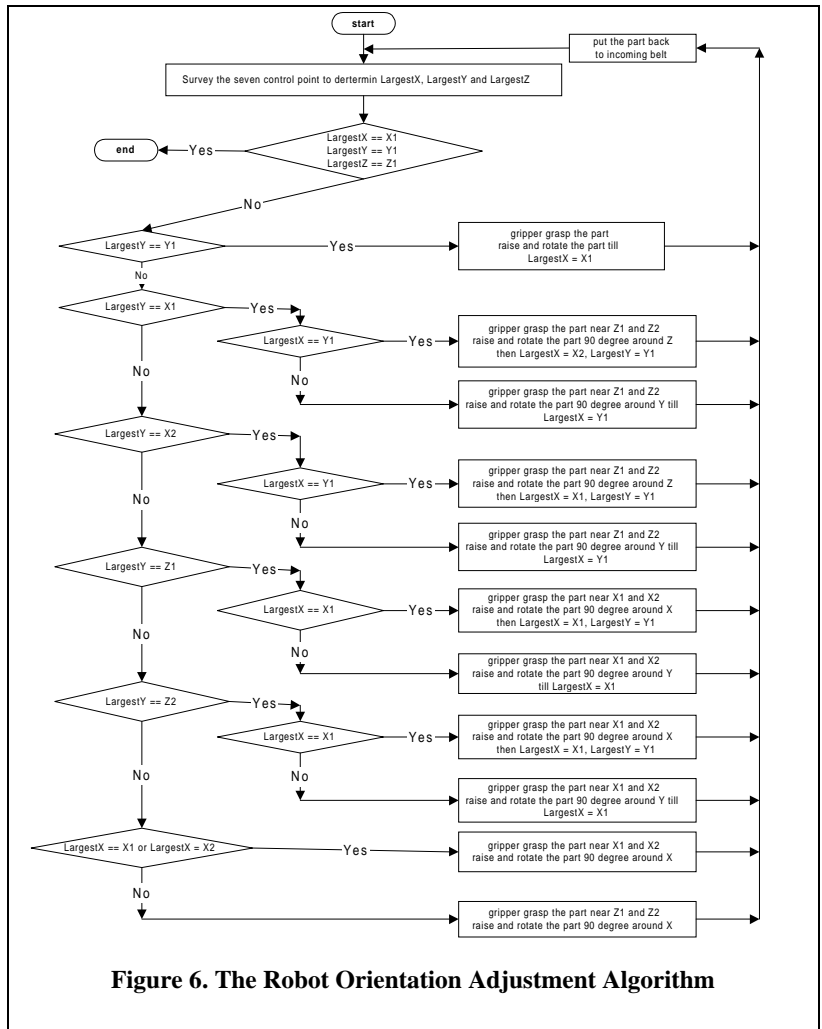 start
put the part back
to incoming belt
Survey the seven control point to dertermin LargestX, LargestY and LargestZ
LargestX == X1
LargestY == Y1
LargestZ == Z1
Yes
end
No
LargestY == Y1
Yes
gripper grasp the part
raise and rotate the part till
LargestX = X1
No
LargestY == X1
Yes
LargestX == Y1
Yes
gripper grasp the part near Z1 and Z2
raise and rotate the part 90 degree around Z
then LargestX = X2, LargestY = Y1
No
No
gripper grasp the part near Z1 and Z2
raise and rotate the part 90 degree around Y till
LargestX = Y1
LargestY == X2
Yes
LargestX == Y1
Yes
gripper grasp the part near Z1 and Z2
raise and rotate the part 90 degree around Z
then LargestX = X1, LargestY = Y1
No
No
gripper grasp the part near Z1 and Z2
raise and rotate the part 90 degree around Y till
LargestX = Y1
LargestY == Z1
Yes
LargestX == X1
Yes
gripper grasp the part near X1 and X2
raise and rotate the part 90 degree around X
then LargestX = X1, LargestY = Y1
No
No
gripper grasp the part near X1 and X2
raise and rotate the part 90 degree around Y
till LargestX = X1
LargestY == Z2
Yes
LargestX == X1
Yes
gripper grasp the part near X1 and X2
raise and rotate the part 90 degree around X
then LargestX = X1, LargestY = Y1
No
No
gripper grasp the part near X1 and X2
raise and rotate the part 90 degree around Y till
LargestX = X1
LargestX == X1 or LargestX = X2
Yes
gripper grasp the part near X1 and X2
raise and rotate the part 90 degree around X
No
gripper grasp the part near Z1 and Z2
raise and rotate the part 90 degree around X
Figure 6. The Robot Orientation Adjustment Algorithm